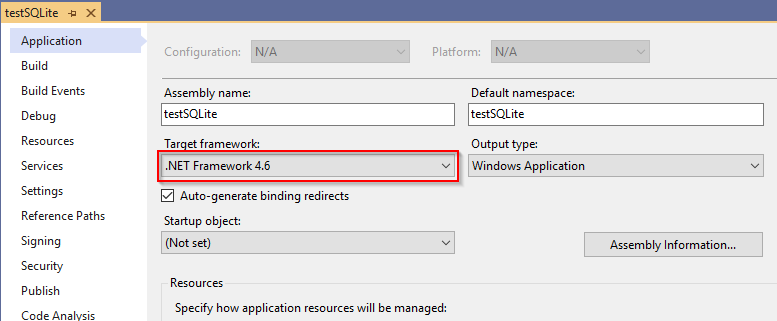 testSQLite
Application
Build
Build Events
Debug
Resources
Services
Settings
Reference Paths
Signing
Security
Publish
Code Analysis
Configuration: N/A Platform: N/A
Assembly name: Default namespace:
testSQLite testSQLite
Target framework: Output type:
.NET Framework 4.6 Windows Application
Auto-generate binding redirects
Startup object:
(Not set) Assembly Information...
Resources
Specify how application resources will be managed: